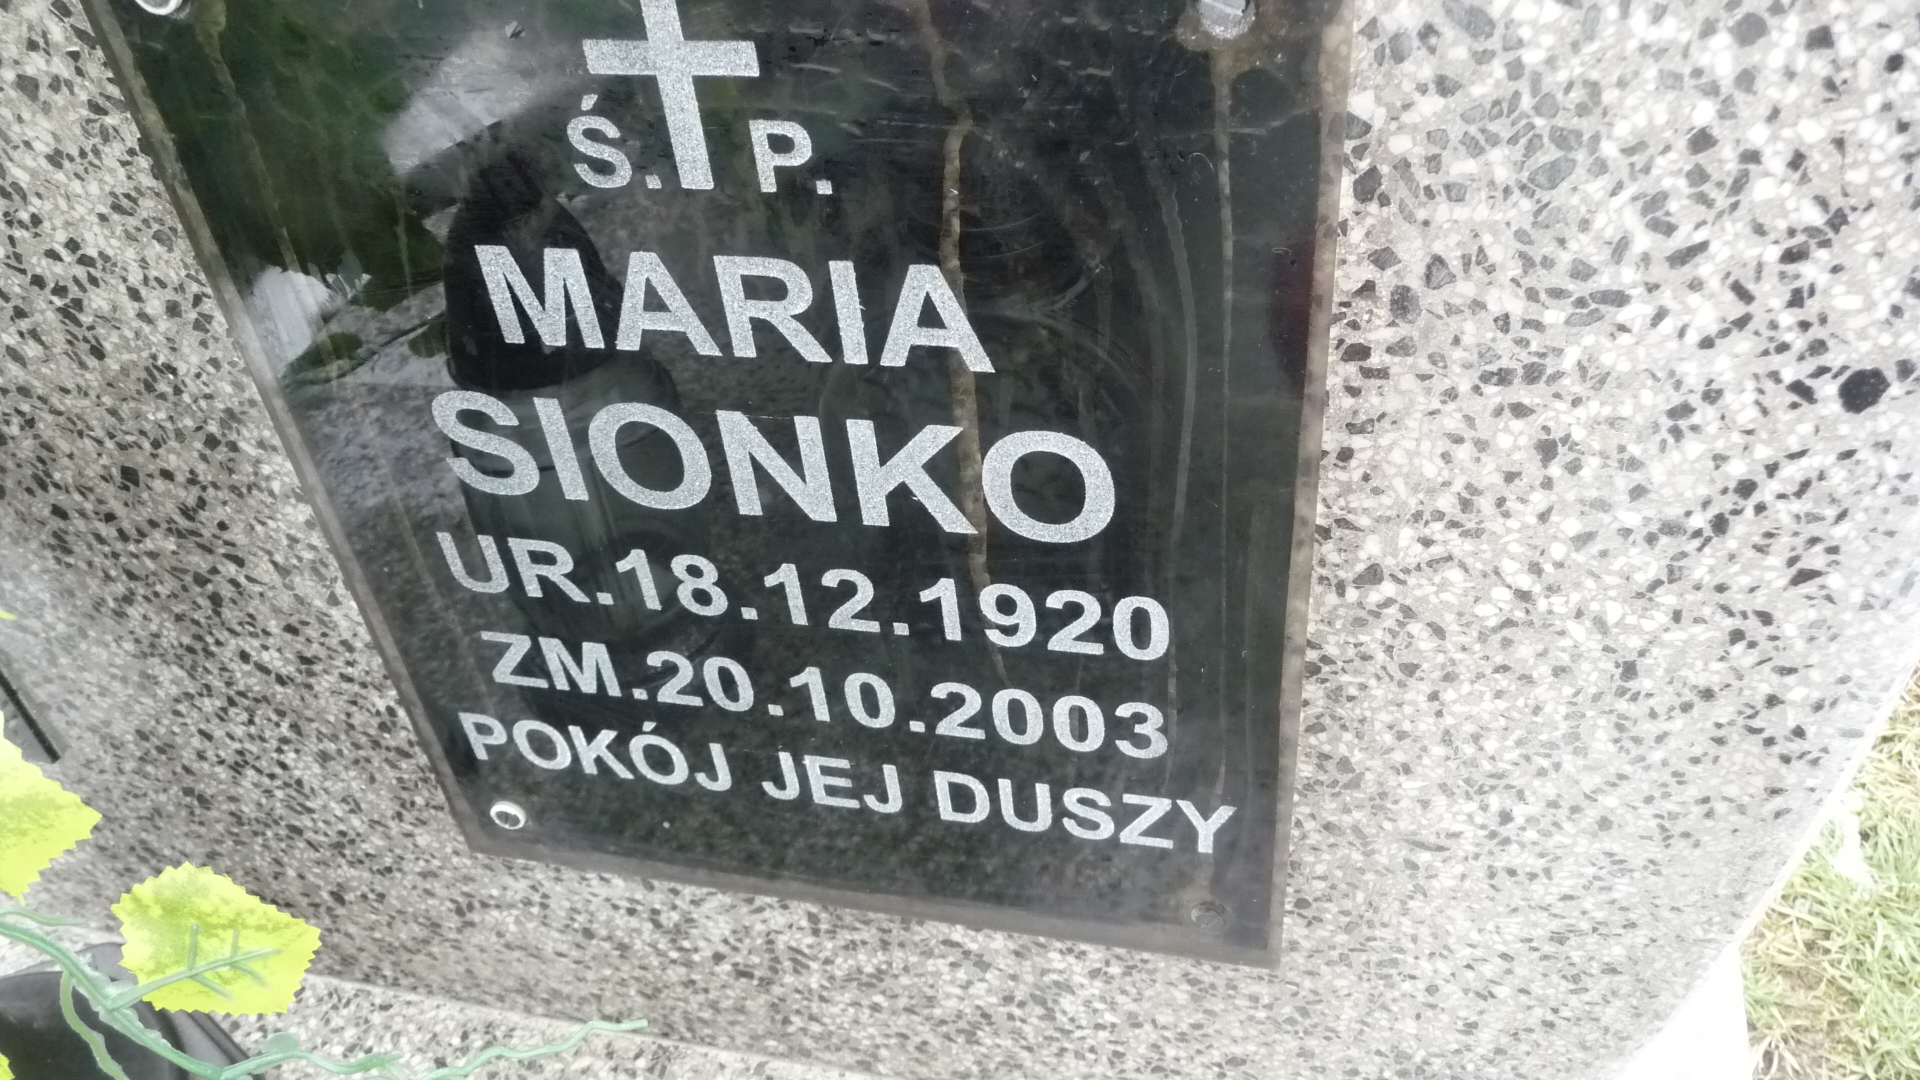 Ś. P.
MARIA
SIONKO
UR.18.12.1920
ZM.20.10.2003
POKÓJ JEJ DUSZY